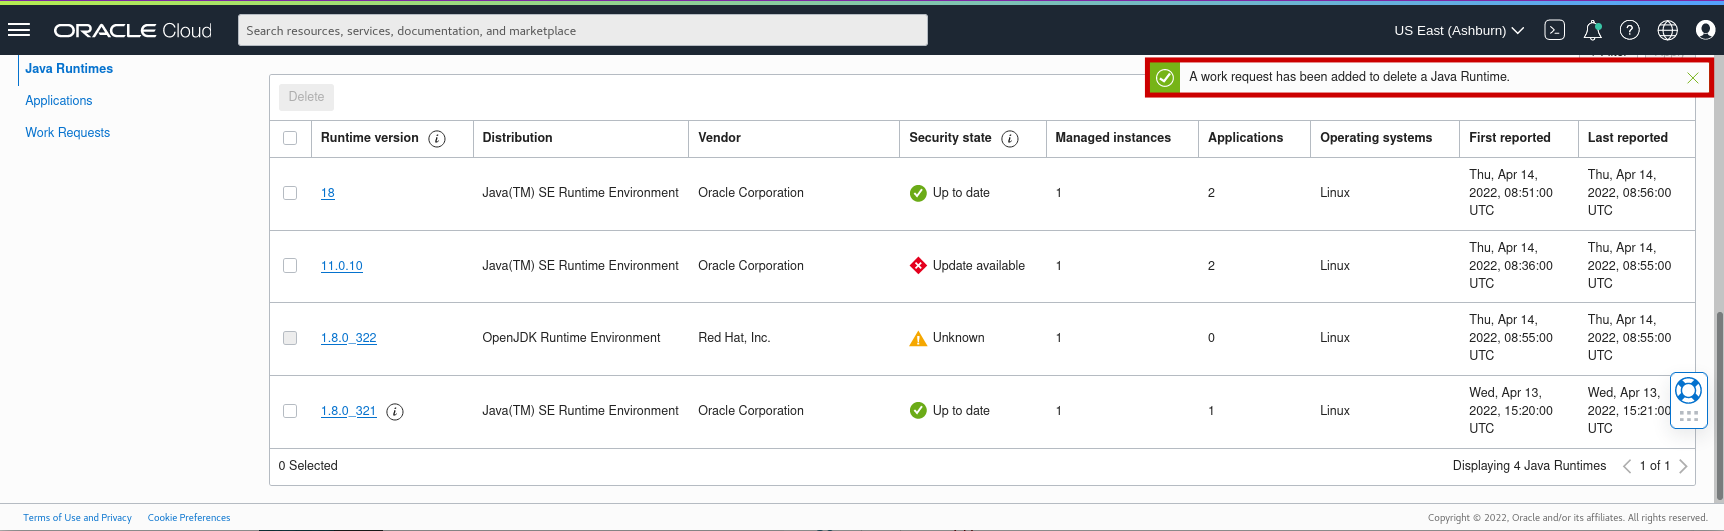 ORACLE Cloud
Search resources, services, documentation, and marketplace
US East (Ashburn)
Java Runtimes
Applications
Work Requests
A work request has been added to delete a Java Runtime.
Delete
Runtime version Distribution Vendor Security state Managed instances Applications Operating systems First reported Last reported
18 Java(TM) SE Runtime Environment Oracle Corporation Up to date 1 2 Linux Thu, Apr 14, 2022, 08:51:00 UTC Thu, Apr 14, 2022, 08:56:00 UTC
11.0.10 Java(TM) SE Runtime Environment Oracle Corporation Update available 1 2 Linux Thu, Apr 14, 2022, 08:36:00 UTC Thu, Apr 14, 2022, 08:55:00 UTC
1.8.0_322 OpenJDK Runtime Environment Red Hat, Inc. Unknown 1 0 Linux Thu, Apr 14, 2022, 08:55:00 UTC Thu, Apr 14, 2022, 08:55:00 UTC
1.8.0_321 Java(TM) SE Runtime Environment Oracle Corporation Up to date 1 1 Linux Wed, Apr 13, 2022, 15:20:00 UTC Wed, Apr 13, 2022, 15:21:00 UTC
0 Selected
Displaying 4 Java Runtimes 1 of 1
Terms of Use and Privacy Cookie Preferences
Copyright © 2022, Oracle and/or its affiliates. All rights reserved.